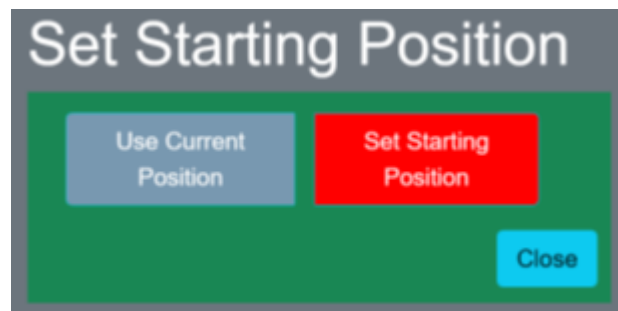 Set Starting Position
Use Current
Position
Set Starting
Position
Close